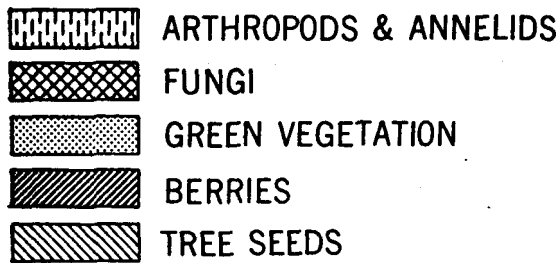 ARTHROPODS & ANNELIDS
FUNGI
GREEN VEGETATION
BERRIES
TREE SEEDS